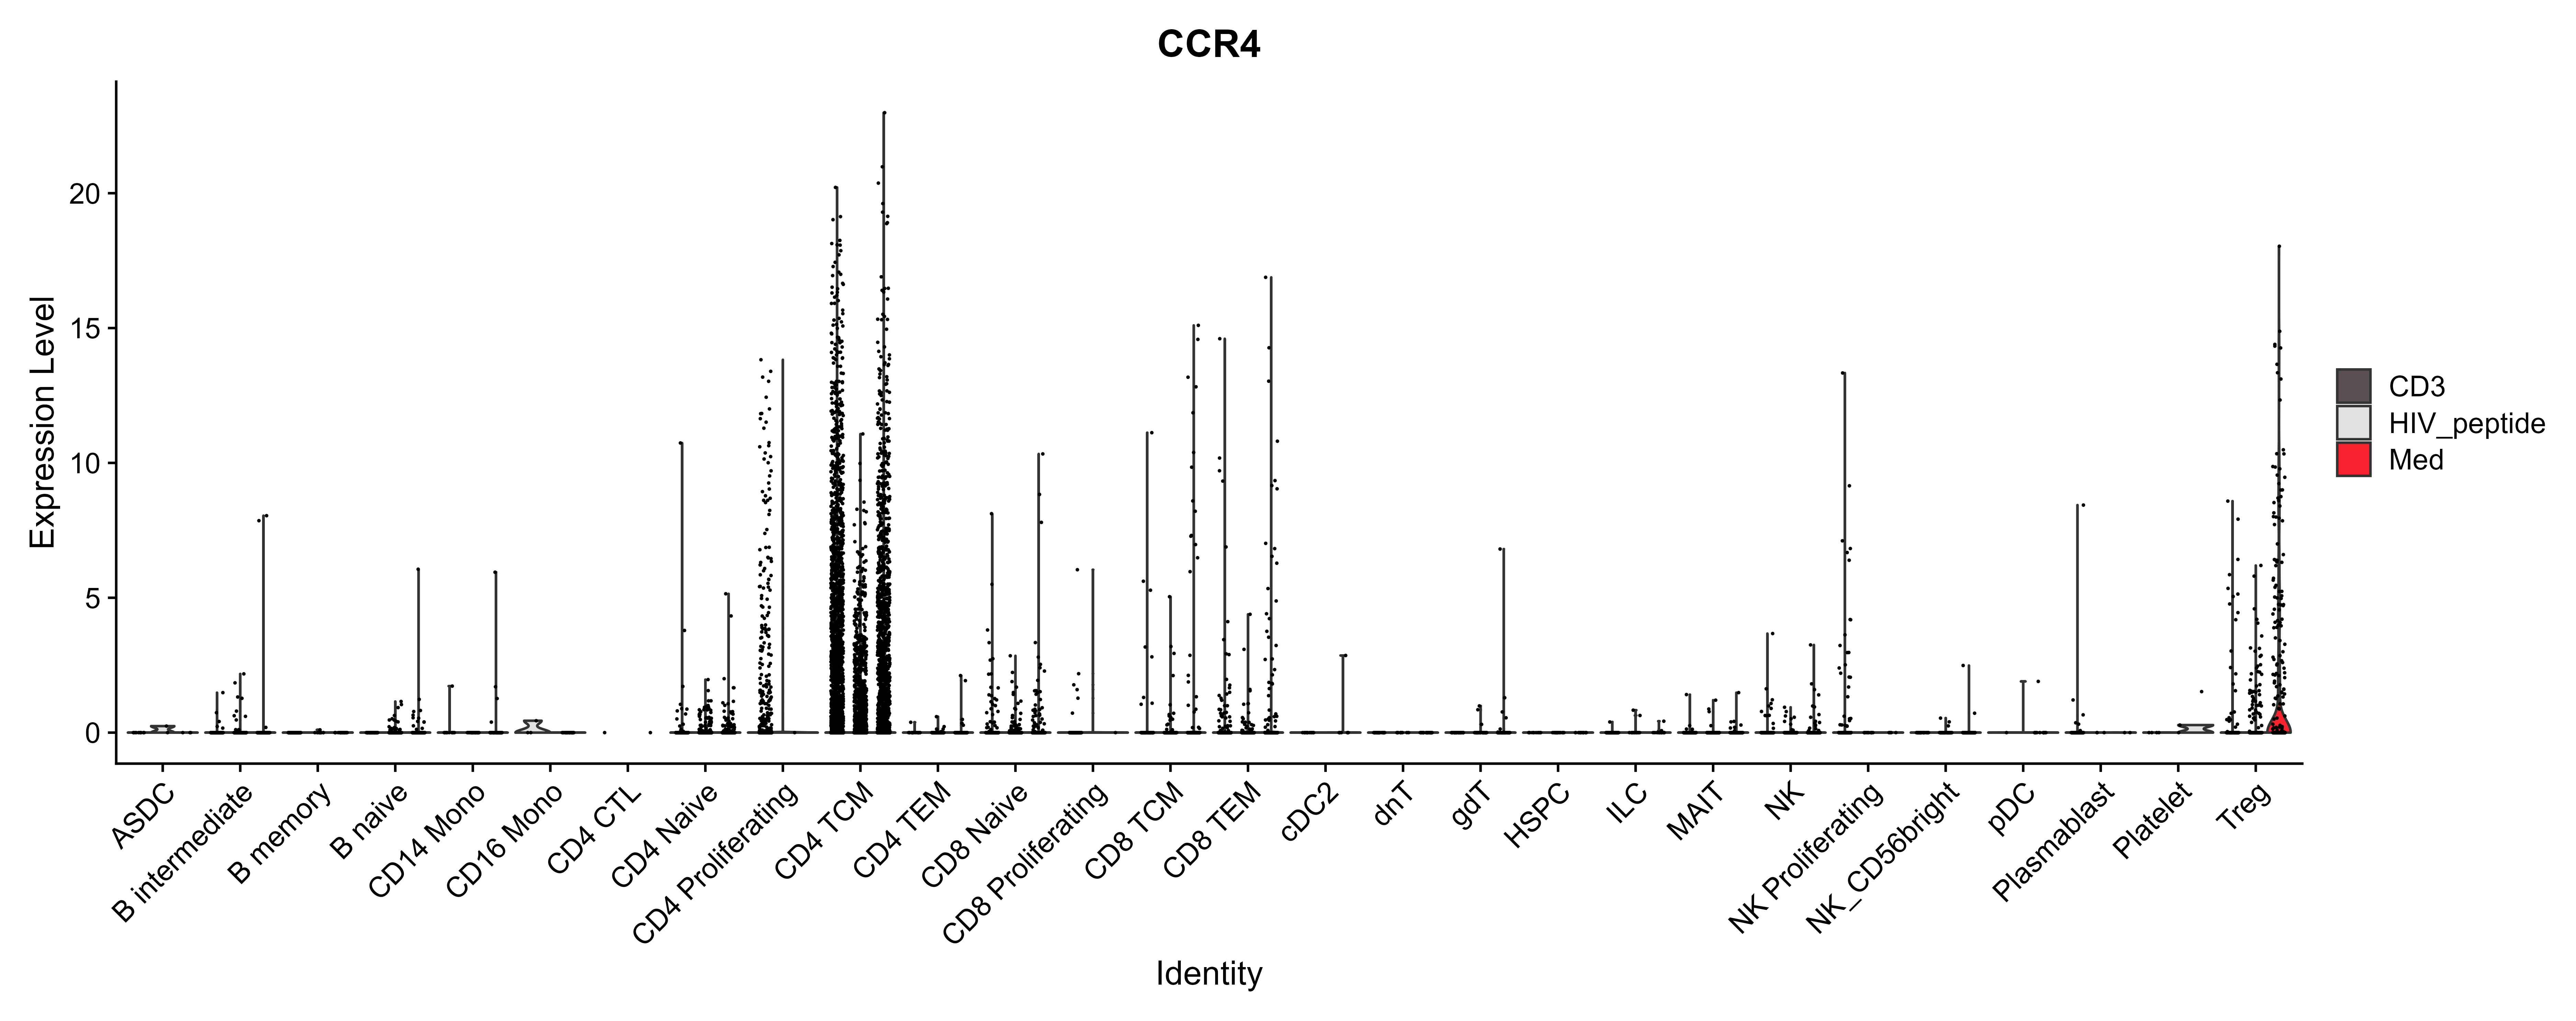 CCR4
Expression Level
20
15
10
5
0
CD3
HIV_peptide
Med
ASDC
B intermediate
B memory
B naive
CD14 Mono
CD16 Mono
CD4 CTL
CD4 Naive
CD4 Proliferating
CD4 TCM
CD4 TEM
CD8 Naive
CD8 Proliferating
CD8 TCM
CD8 TEM
cDC2
dnT
gdT
HSPC
ILC
MAIT
NK
NK Proliferating
NK_CD56bright
pDC
Plasmablast
Platelet
Treg
Identity